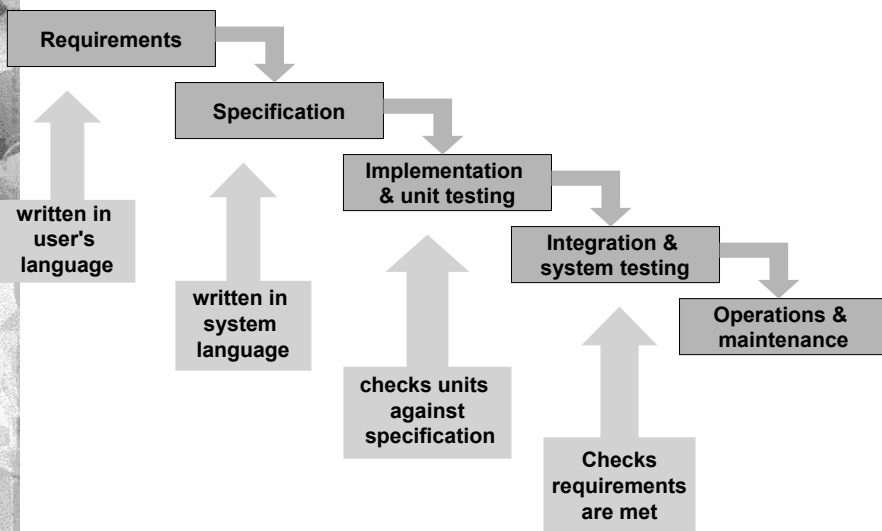 Requirements
Specification
Implementation
& unit testing
written in
user's
language
Integration &
system testing
written in
system
language
Operations &
maintenance
checks units
against
specification
Checks
requirements
are met